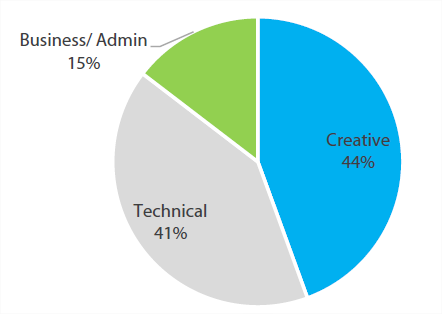 Business/ Admin
15%
Creative
44%
Technical
41%